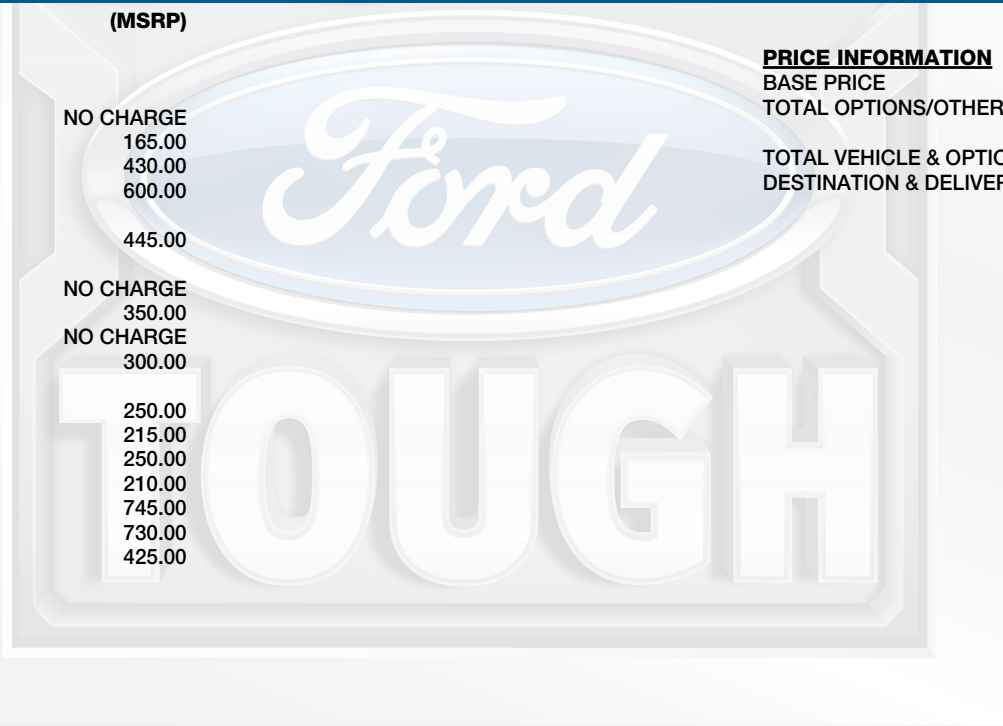 (MSRP)
NO CHARGE
165.00
430.00
600.00
445.00
NO CHARGE
350.00
NO CHARGE
300.00
250.00
215.00
250.00
210.00
745.00
730.00
425.00
PRICE INFORMATION
BASE PRICE
TOTAL OPTIONS/OTHER
TOTAL VEHICLE & OPTIO
DESTINATION & DELIVER
Ford
TOUGH